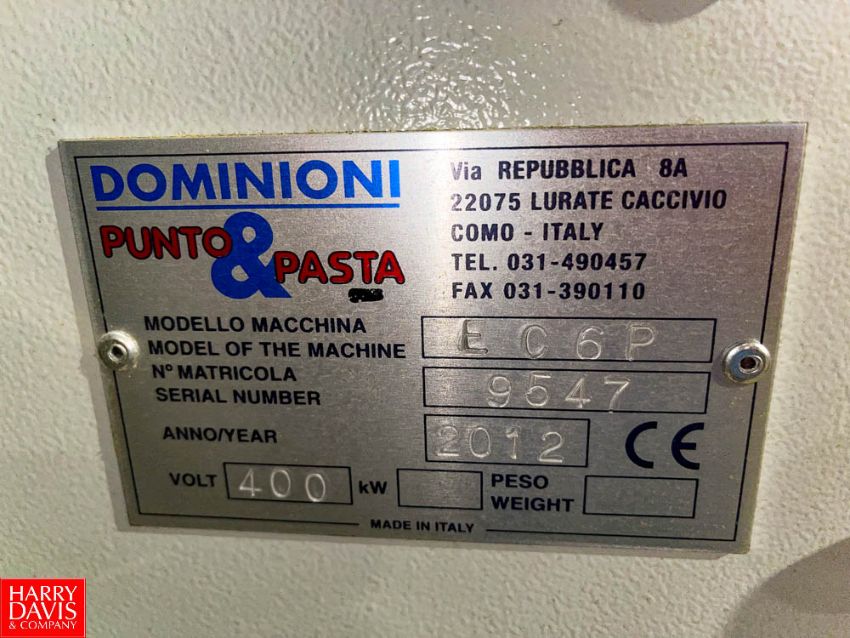 DOMINIONI
PUNTO & PASTA
Via REPUBBLICA 8A
22075 LURATE CACCIVIO
COMO - ITALY
TEL. 031-490457
FAX 031-390110
MODELLO MACCHINA
MODEL OF THE MACHINE
EC6P
N° MATRICOLA
SERIAL NUMBER
9547
ANNO/YEAR
2012
CE
VOLT
400
kW
PESO
WEIGHT
MADE IN ITALY
HARRY
DAVIS
& COMPANY